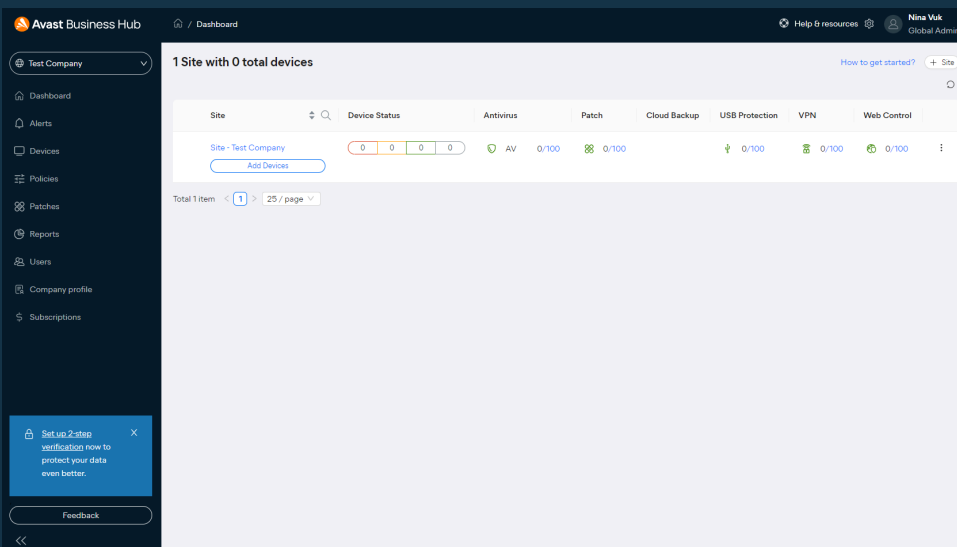 Avast Business Hub
/ Dashboard
Help & resources
Nina Vuk
Global Admin
Test Company
Dashboard
Alerts
Devices
Policies
Patches
Reports
Users
Company profile
Subscriptions
Set up 2-step
verification now to
protect your data
even better.
Feedback
1 Site with 0 total devices
How to get started?
+ Site
Site Device Status Antivirus Patch Cloud Backup USB Protection VPN Web Control
Site - Test Company 0 0 0 0 AV 0/100 0/100 0/100 0/100 0/100
Add Devices
Total 1 item < 1 > 25 / page